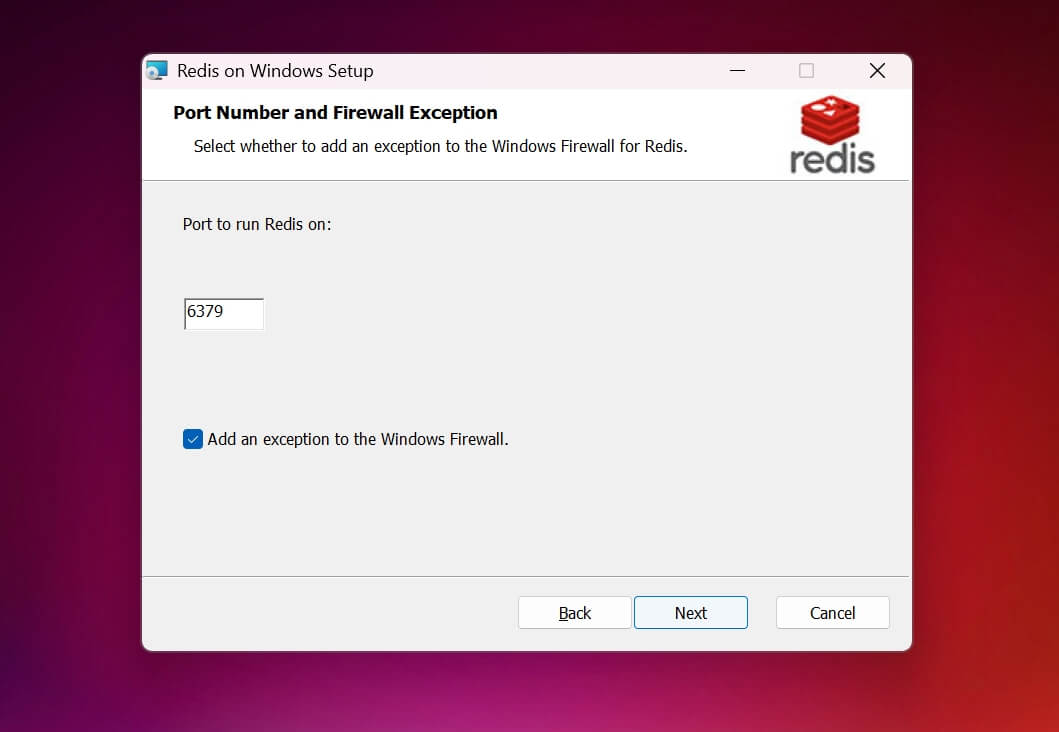 Redis on Windows Setup
Port Number and Firewall Exception
Select whether to add an exception to the Windows Firewall for Redis.
redis
Port to run Redis on:
6379
Add an exception to the Windows Firewall.
Back Next Cancel